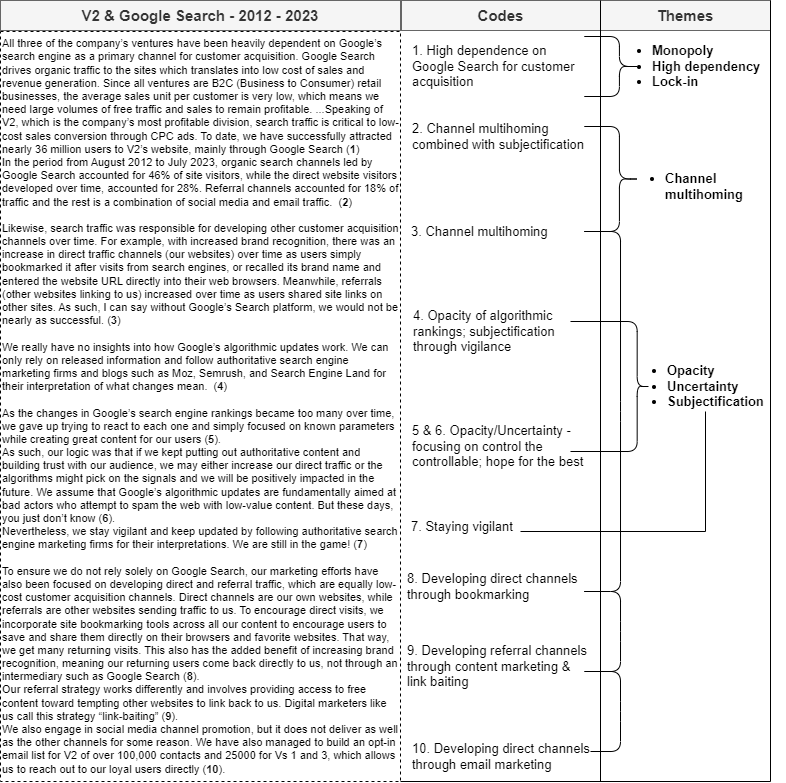 V2 & Google Search - 2012 - 2023
Codes
Themes
All three of the company's ventures have been heavily dependent on Google's
search engine as a primary channel for customer acquisition. Google Search
drives organic traffic to the sites which translates into low cost of sales and
revenue generation. Since all ventures are B2C (Business to Consumer) retail
businesses, the average sales unit per customer is very low, which means we
need large volumes of free traffic and sales to remain profitable. ...Speaking of
V2, which is the company's most profitable division, search traffic is critical to low-
cost sales conversion through CPC ads. To date, we have successfully attracted
nearly 36 million users to V2's website, mainly through Google Search (1)
In the period from August 2012 to July 2023, organic search channels led by
Google Search accounted for 46% of site visitors, while the direct website visitors
developed over time, accounted for 28%. Referral channels accounted for 18% of
traffic and the rest is a combination of social media and email traffic. (2)
Likewise, search traffic was responsible for developing other customer acquisition
channels over time. For example, with increased brand recognition, there was an
increase in direct traffic channels (our websites) over time as users simply
bookmarked it after visits from search engines, or recalled its brand name and
entered the website URL directly into their web browsers. Meanwhile, referrals
(other websites linking to us) increased over time as users shared site links on
other sites. As such, I can say without Google's Search platform, we would not be
nearly as successful. (3)
We really have no insights into how Google's algorithmic updates work. We can
only rely on released information and follow authoritative search engine
marketing firms and blogs such as Moz, Semrush, and Search Engine Land for
their interpretation of what changes mean. (4)
As the changes in Google's search engine rankings became too many over time,
we gave up trying to react to each one and simply focused on known parameters
while creating great content for our users (5).
As such, our logic was that if we kept putting out authoritative content and
building trust with our audience, we may either increase our direct traffic or the
algorithms might pick on the signals and we will be positively impacted in the
future. We assume that Google's algorithmic updates are fundamentally aimed at
bad actors who attempt to spam the web with low-value content. But these days,
you just don't know (6).
Nevertheless, we stay vigilant and keep updated by following authoritative search
engine marketing firms for their interpretations. We are still in the game! (7)
To ensure we do not rely solely on Google Search, our marketing efforts have
also been focused on developing direct and referral traffic, which are equally low-
cost customer acquisition channels. Direct channels are our own websites, while
referrals are other websites sending traffic to us. To encourage direct visits, we
incorporate site bookmarking tools across all our content to encourage users to
save and share them directly on their browsers and favorite websites. That way,
we get many returning visits. This also has the added benefit of increasing brand
recognition, meaning our returning users come back directly to us, not through an
intermediary such as Google Search (8).
Our referral strategy works differently and involves providing access to free
content toward tempting other websites to link back to us. Digital marketers like
us call this strategy "link-baiting" (9).
We also engage in social media channel promotion, but it does not deliver as well
as the other channels for some reason. We have also managed to build an opt-in
email list for V2 of over 100,000 contacts and 25000 for Vs 1 and 3, which allows
us to reach out to our loyal users directly (10).
1. High dependence on
Google Search for customer
acquisition
2. Channel multihoming
combined with subjectification
3. Channel multihoming
4. Opacity of algorithmic
rankings; subjectification
through vigilance
5 & 6. Opacity/Uncertainty -
focusing on control the
controllable; hope for the best
7. Staying vigilant
8. Developing direct channels
through bookmarking
9. Developing referral channels
through content marketing &
link baiting
10. Developing direct channels
through email marketing
• Monopoly
• High dependency
• Lock-in
• Channel
multihoming
• Opacity
• Uncertainty
• Subjectification